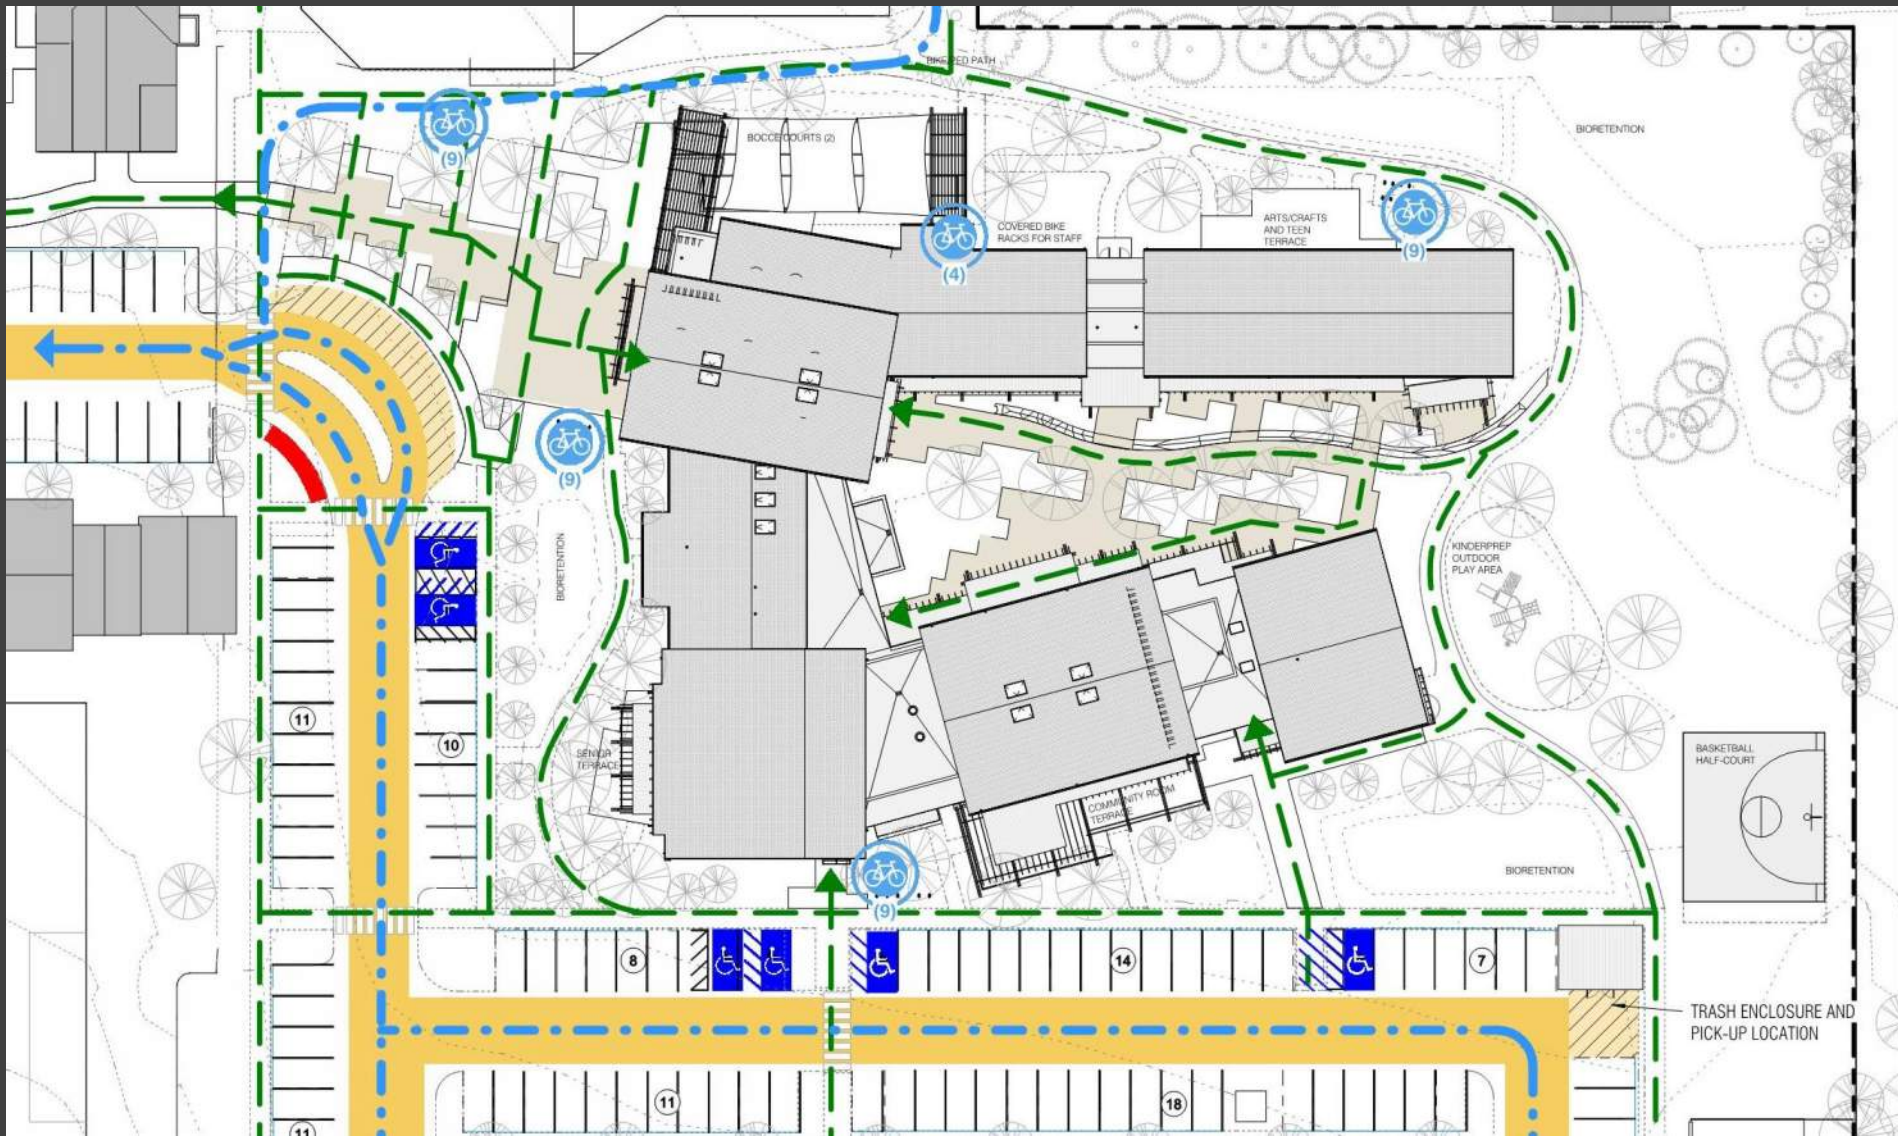 BIKE/PED PATH
BIORETENTION
BOCCE COURTS (2)
(9)
COVERED BIKE
RACKS FOR STAFF
(4)
ARTS/CRAFTS
AND TEEN
TERRACE
(9)
(9)
BIORETENTION
KINDERPREP
OUTDOOR
PLAY AREA
11
10
SENIOR
TERRACE
BASKETBALL
HALF-COURT
COMMUNITY ROOM
TERRACE
BIORETENTION
(9)
8
14
7
TRASH ENCLOSURE AND
PICK-UP LOCATION
11
18
11